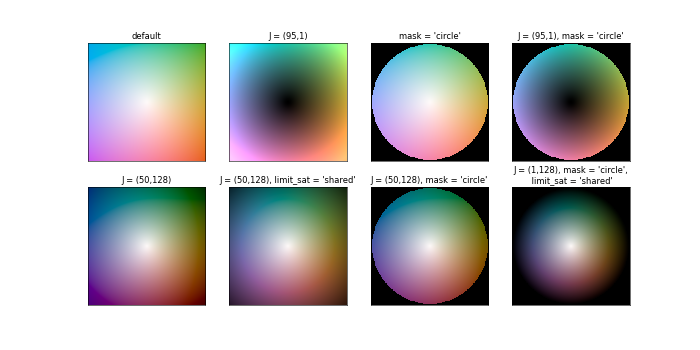 default
J = (95,1)
mask = 'circle'
J = (95,1), mask = 'circle'
J = (50,128)
J = (50,128), limit_sat = 'shared'
J = (50,128), mask = 'circle'
J = (1,128), mask = 'circle',
limit_sat = 'shared'